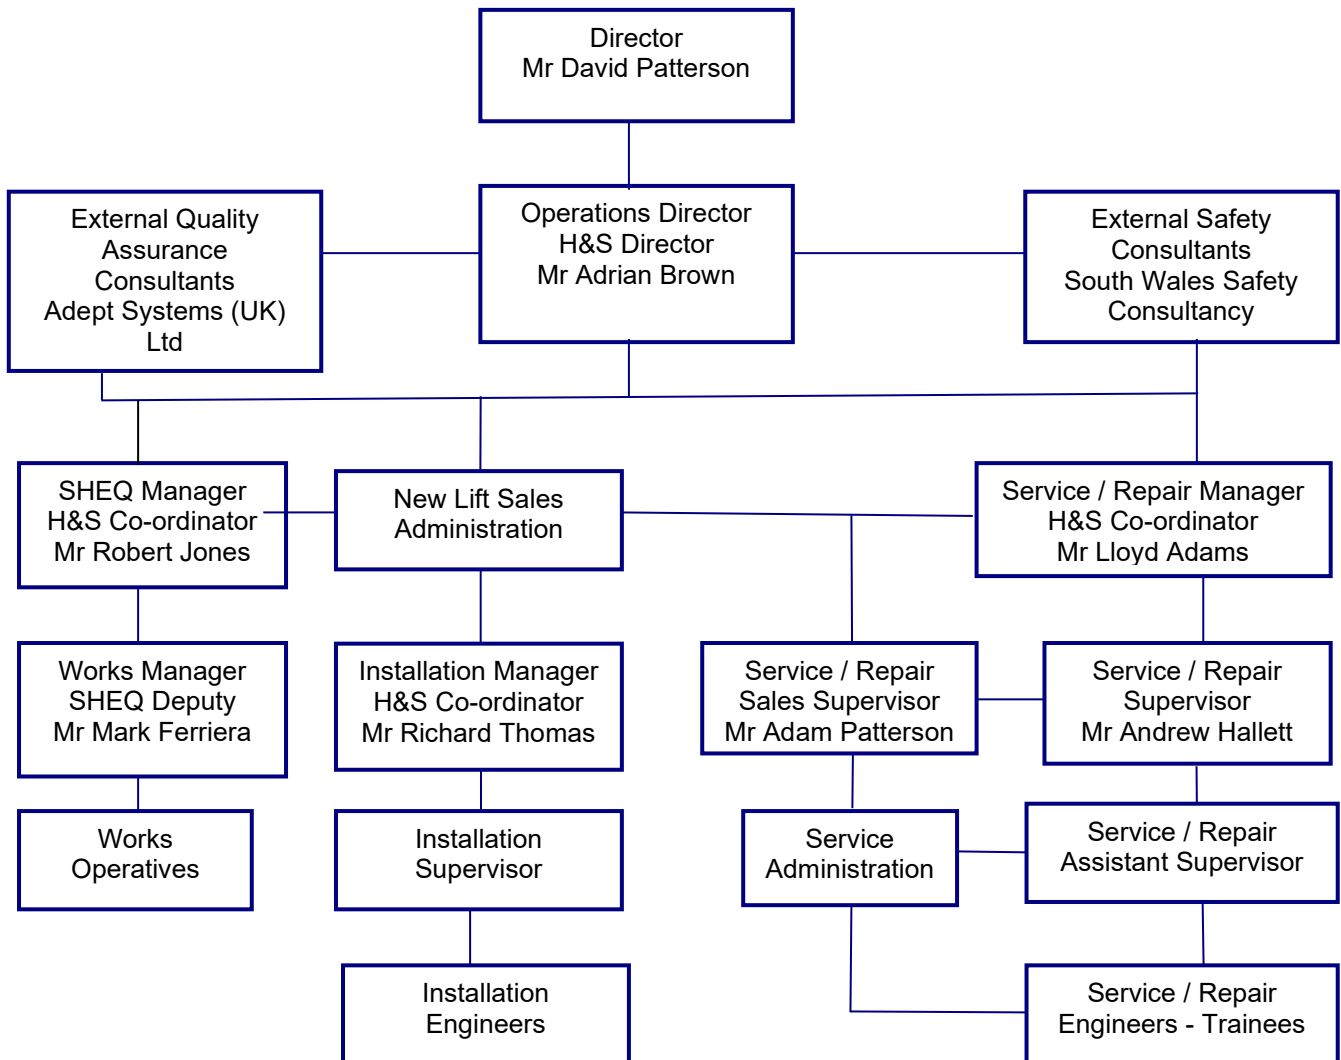 Director
Mr David Patterson
External Quality
Assurance
Consultants
Adept Systems (UK)
Ltd
Operations Director
H&S Director
Mr Adrian Brown
External Safety
Consultants
South Wales Safety
Consultancy
SHEQ Manager
H&S Co-ordinator
Mr Robert Jones
New Lift Sales
Administration
Service / Repair Manager
H&S Co-ordinator
Mr Lloyd Adams
Works Manager
SHEQ Deputy
Mr Mark Ferriera
Installation Manager
H&S Co-ordinator
Mr Richard Thomas
Service / Repair
Sales Supervisor
Mr Adam Patterson
Service / Repair
Supervisor
Mr Andrew Hallett
Works
Operatives
Installation
Supervisor
Service
Administration
Service / Repair
Assistant Supervisor
Installation
Engineers
Service / Repair
Engineers - Trainees